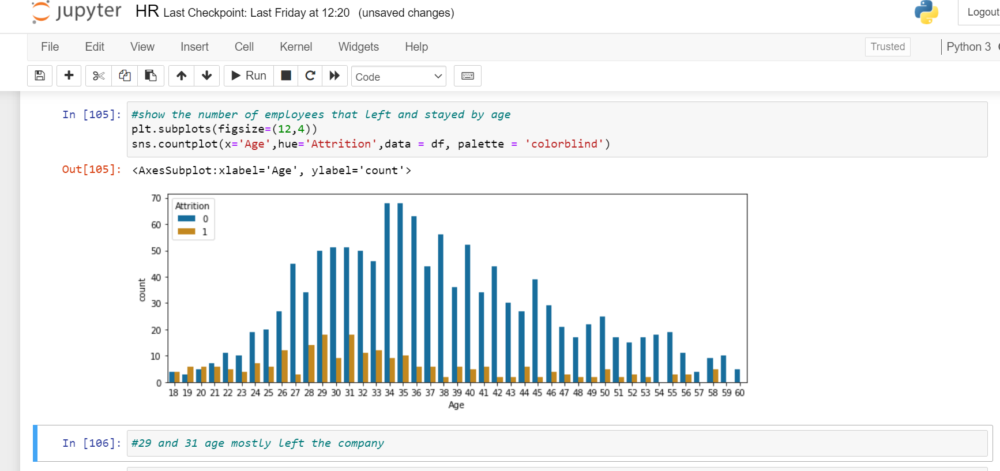 jupyter HR Last Checkpoint: Last Friday at 12:20 (unsaved changes)
Logout
File Edit View Insert Cell Kernel Widgets Help
Trusted
Python 3
Run
Code
In [105]:
#show the number of employees that left and stayed by age
plt.subplots(figsize=(12,4))
sns.countplot(x='Age',hue='Attrition',data = df, palette = 'colorblind')
Out[105]:
<AxesSubplot:xlabel='Age', ylabel='count'>
Attrition
0
1
70
60
50
40
30
20
10
0
count
18 19 20 21 22 23 24 25 26 27 28 29 30 31 32 33 34 35 36 37 38 39 40 41 42 43 44 45 46 47 48 49 50 51 52 53 54 55 56 57 58 59 60
Age
In [106]:
#29 and 31 age mostly left the company